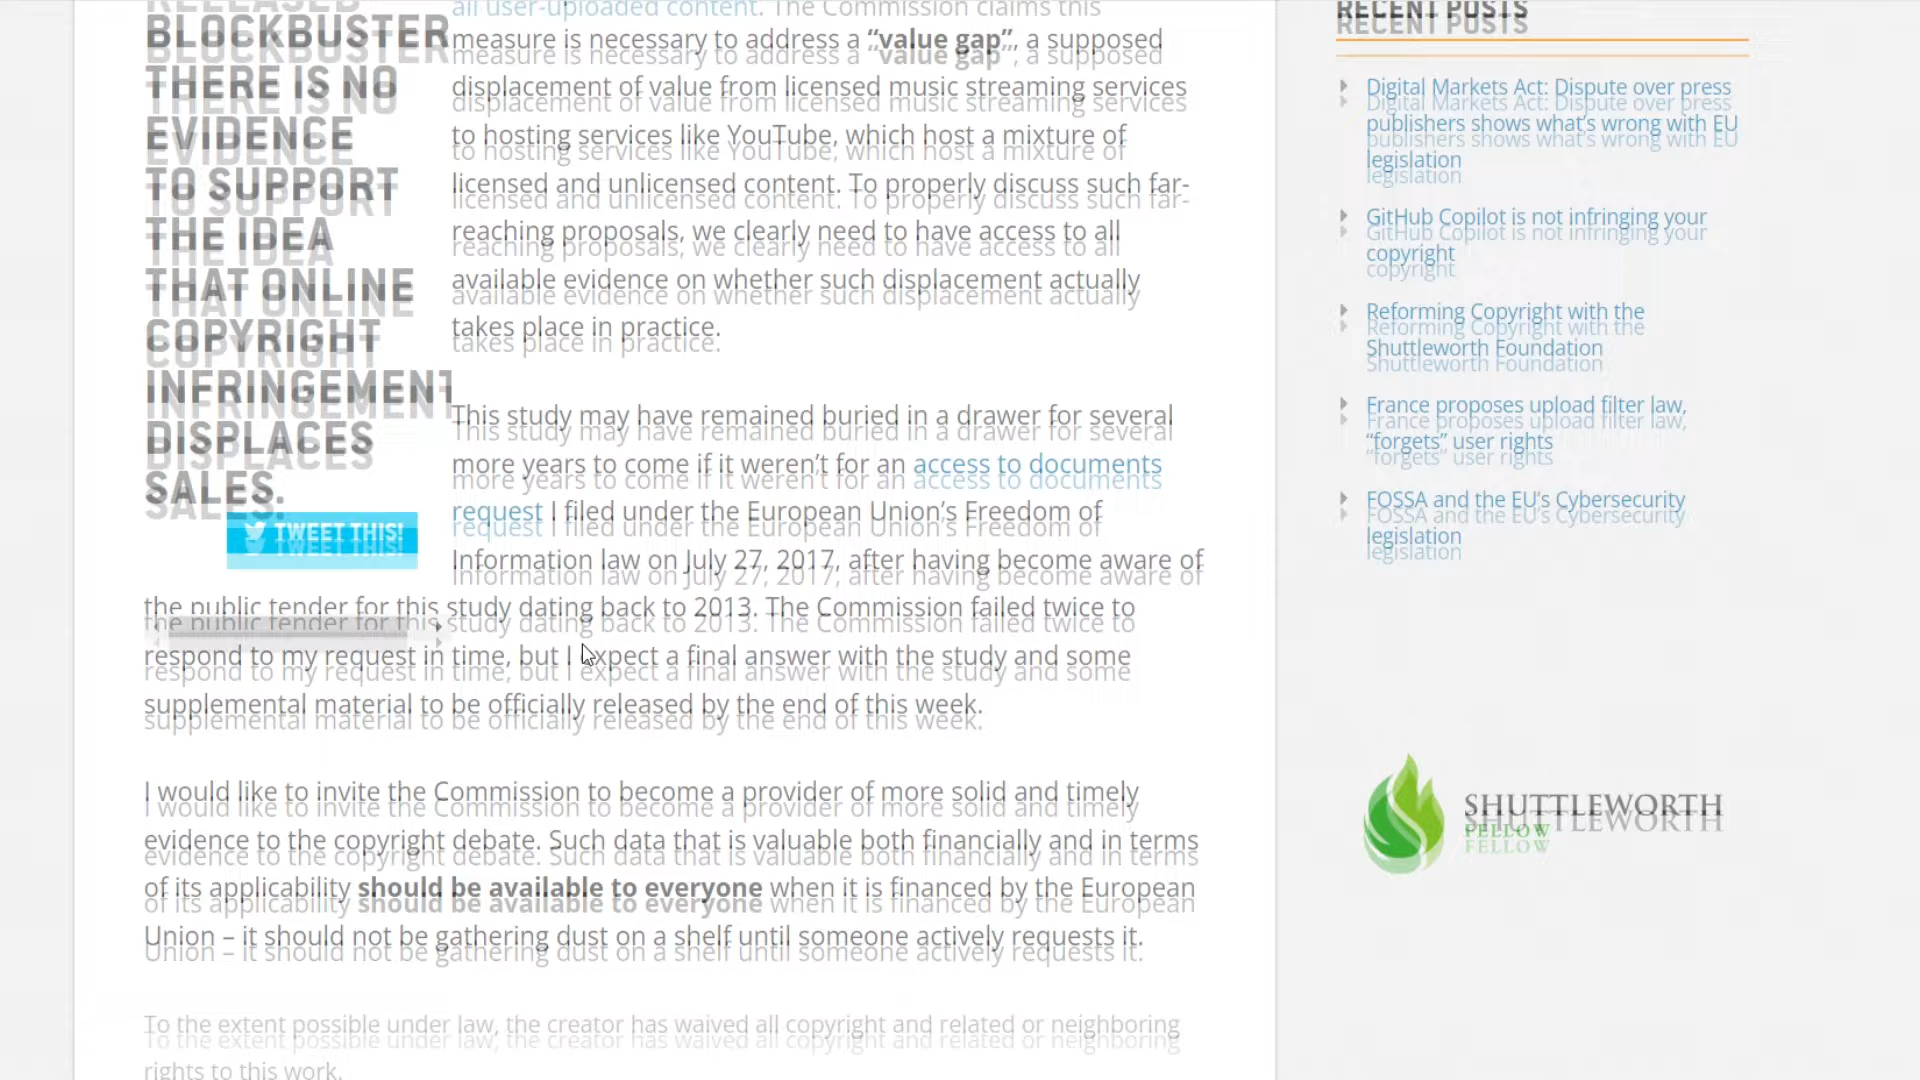 RELEASED
BLOCKBUSTER
THERE IS NO
EVIDENCE
TO SUPPORT
THE IDEA
THAT ONLINE
COPYRIGHT
INFRINGEMENT
DISPLACES
SALES.
TWEET THIS!
all user-uploaded content. The Commission claims this
measure is necessary to address a “value gap”, a supposed
displacement of value from licensed music streaming services
to hosting services like YouTube, which host a mixture of
licensed and unlicensed content. To properly discuss such far-
reaching proposals, we clearly need to have access to all
available evidence on whether such displacement actually
takes place in practice.
This study may have remained buried in a drawer for several
more years to come if it weren’t for an access to documents
request I filed under the European Union’s Freedom of
Information law on July 27, 2017, after having become aware of
the public tender for this study dating back to 2013. The Commission failed twice to
respond to my request in time, but I expect a final answer with the study and some
supplemental material to be officially released by the end of this week.
I would like to invite the Commission to become a provider of more solid and timely
evidence to the copyright debate. Such data that is valuable both financially and in terms
of its applicability should be available to everyone when it is financed by the European
Union – it should not be gathering dust on a shelf until someone actively requests it.
To the extent possible under law, the creator has waived all copyright and related or neighboring
rights to this work.
RECENT POSTS
Digital Markets Act: Dispute over press
publishers shows what’s wrong with EU
legislation
GitHub Copilot is not infringing your
copyright
Reforming Copyright with the
Shuttleworth Foundation
France proposes upload filter law,
“forgets” user rights
FOSSA and the EU’s Cybersecurity
legislation
SHUTTLEWORTH
FELLOW